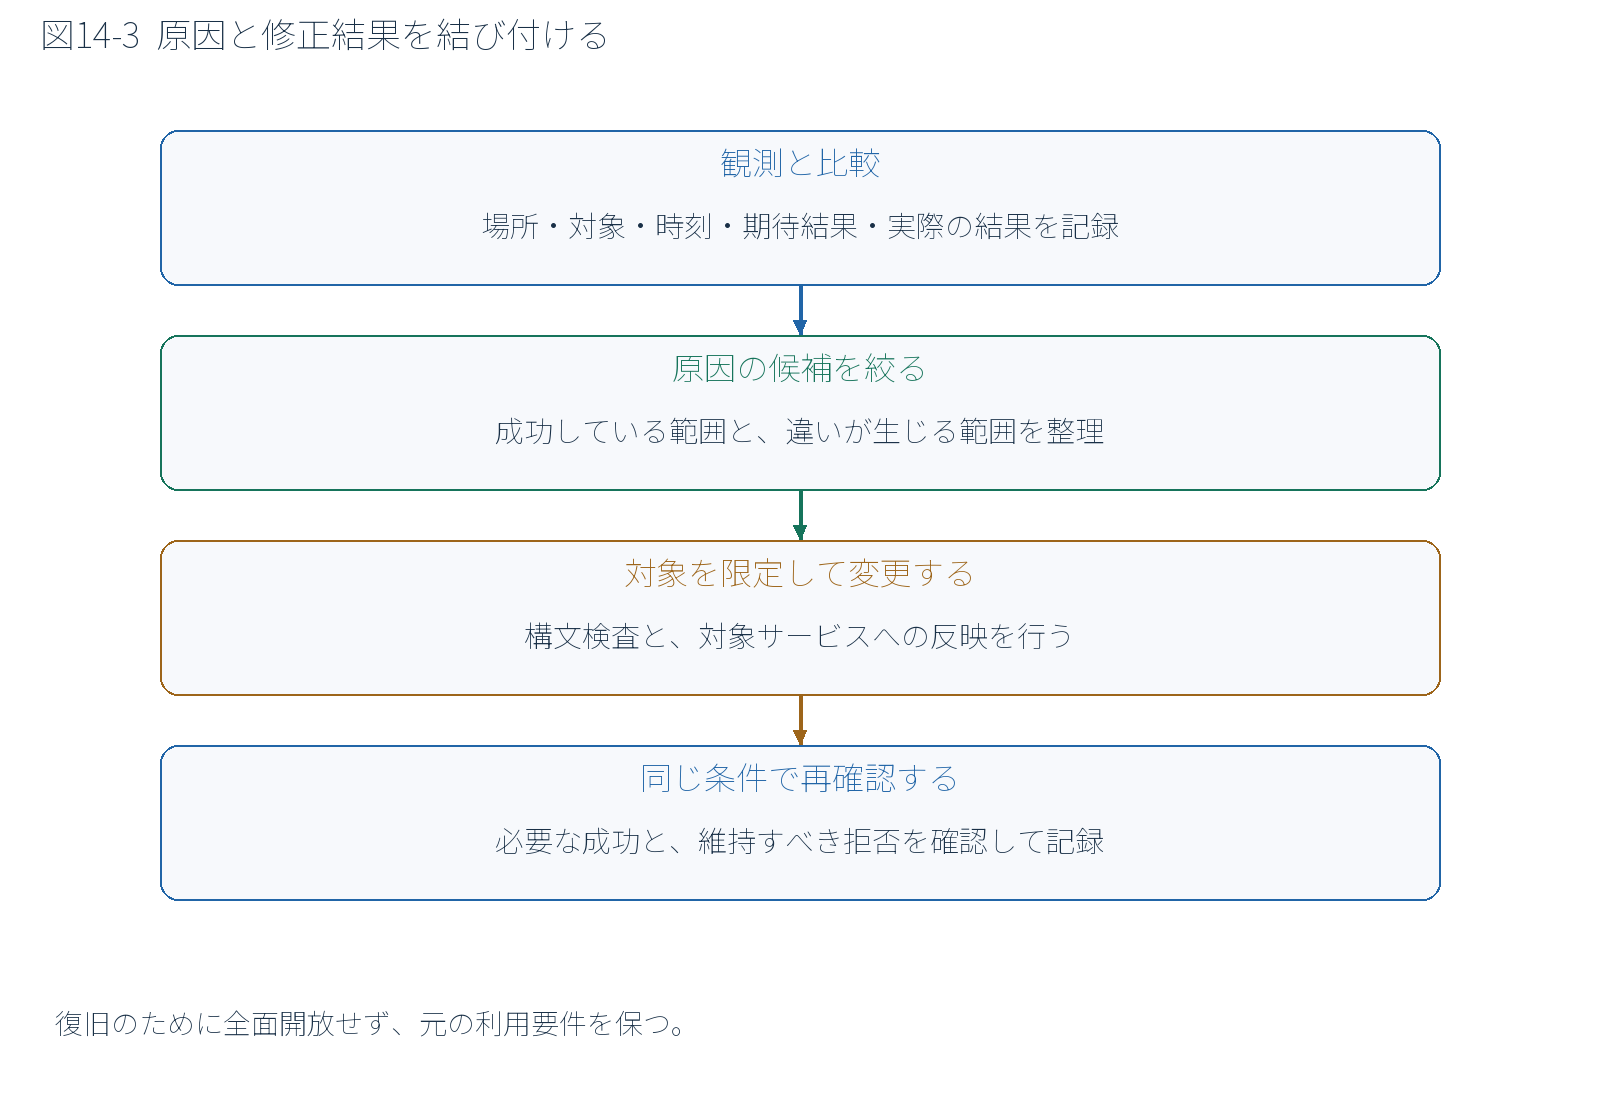 図14-3 原因と修正結果を結び付ける
観測と比較
場所・対象・時刻・期待結果・実際の結果を記録
原因の候補を絞る
成功している範囲と、違いが生じる範囲を整理
対象を限定して変更する
構文検査と、対象サービスへの反映を行う
同じ条件で再確認する
必要な成功と、維持すべき拒否を確認して記録
復旧のために全面開放せず、元の利用要件を保つ。